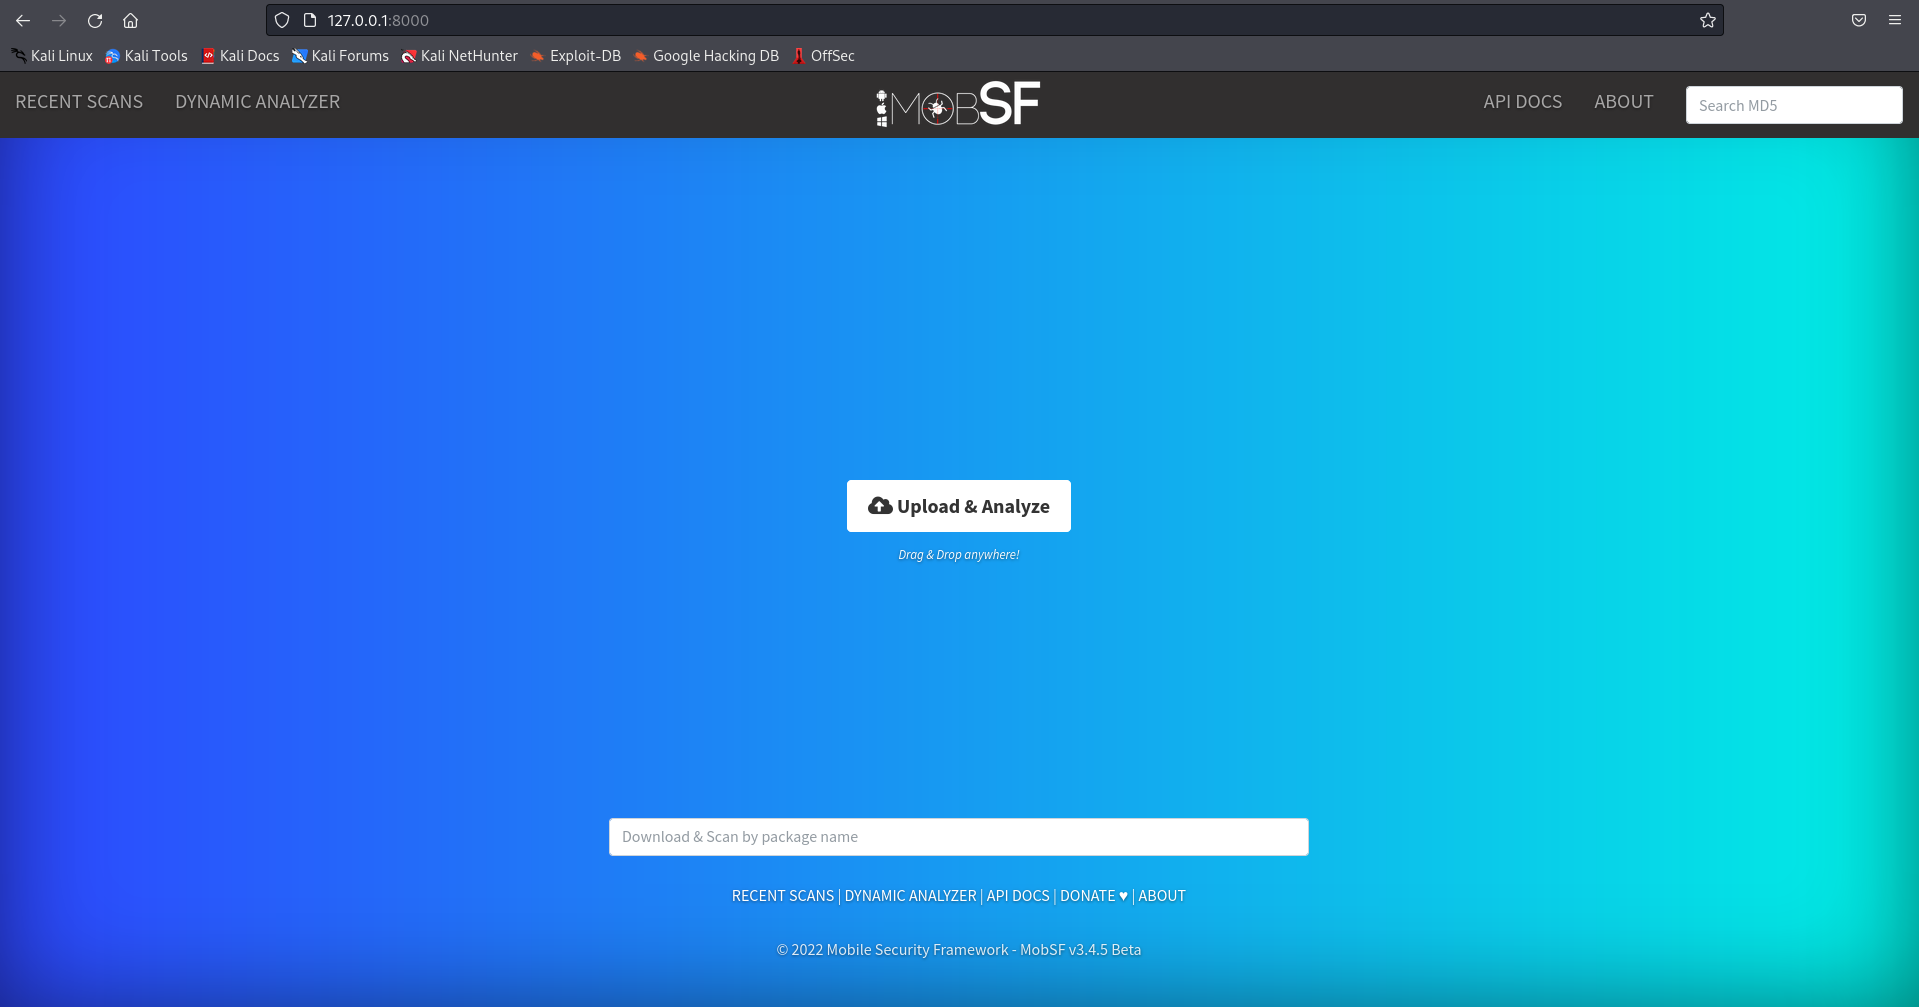 127.0.0.1:8000
Kali Linux Kali Tools Kali Docs Kali Forums Kali NetHunter Exploit-DB Google Hacking DB OffSec
RECENT SCANS DYNAMIC ANALYZER MOBSF API DOCS ABOUT Search MD5
Upload & Analyze
Drag & Drop anywhere!
Download & Scan by package name
RECENT SCANS | DYNAMIC ANALYZER | API DOCS | DONATE ♥ | ABOUT
© 2022 Mobile Security Framework - MobSF v3.4.5 Beta